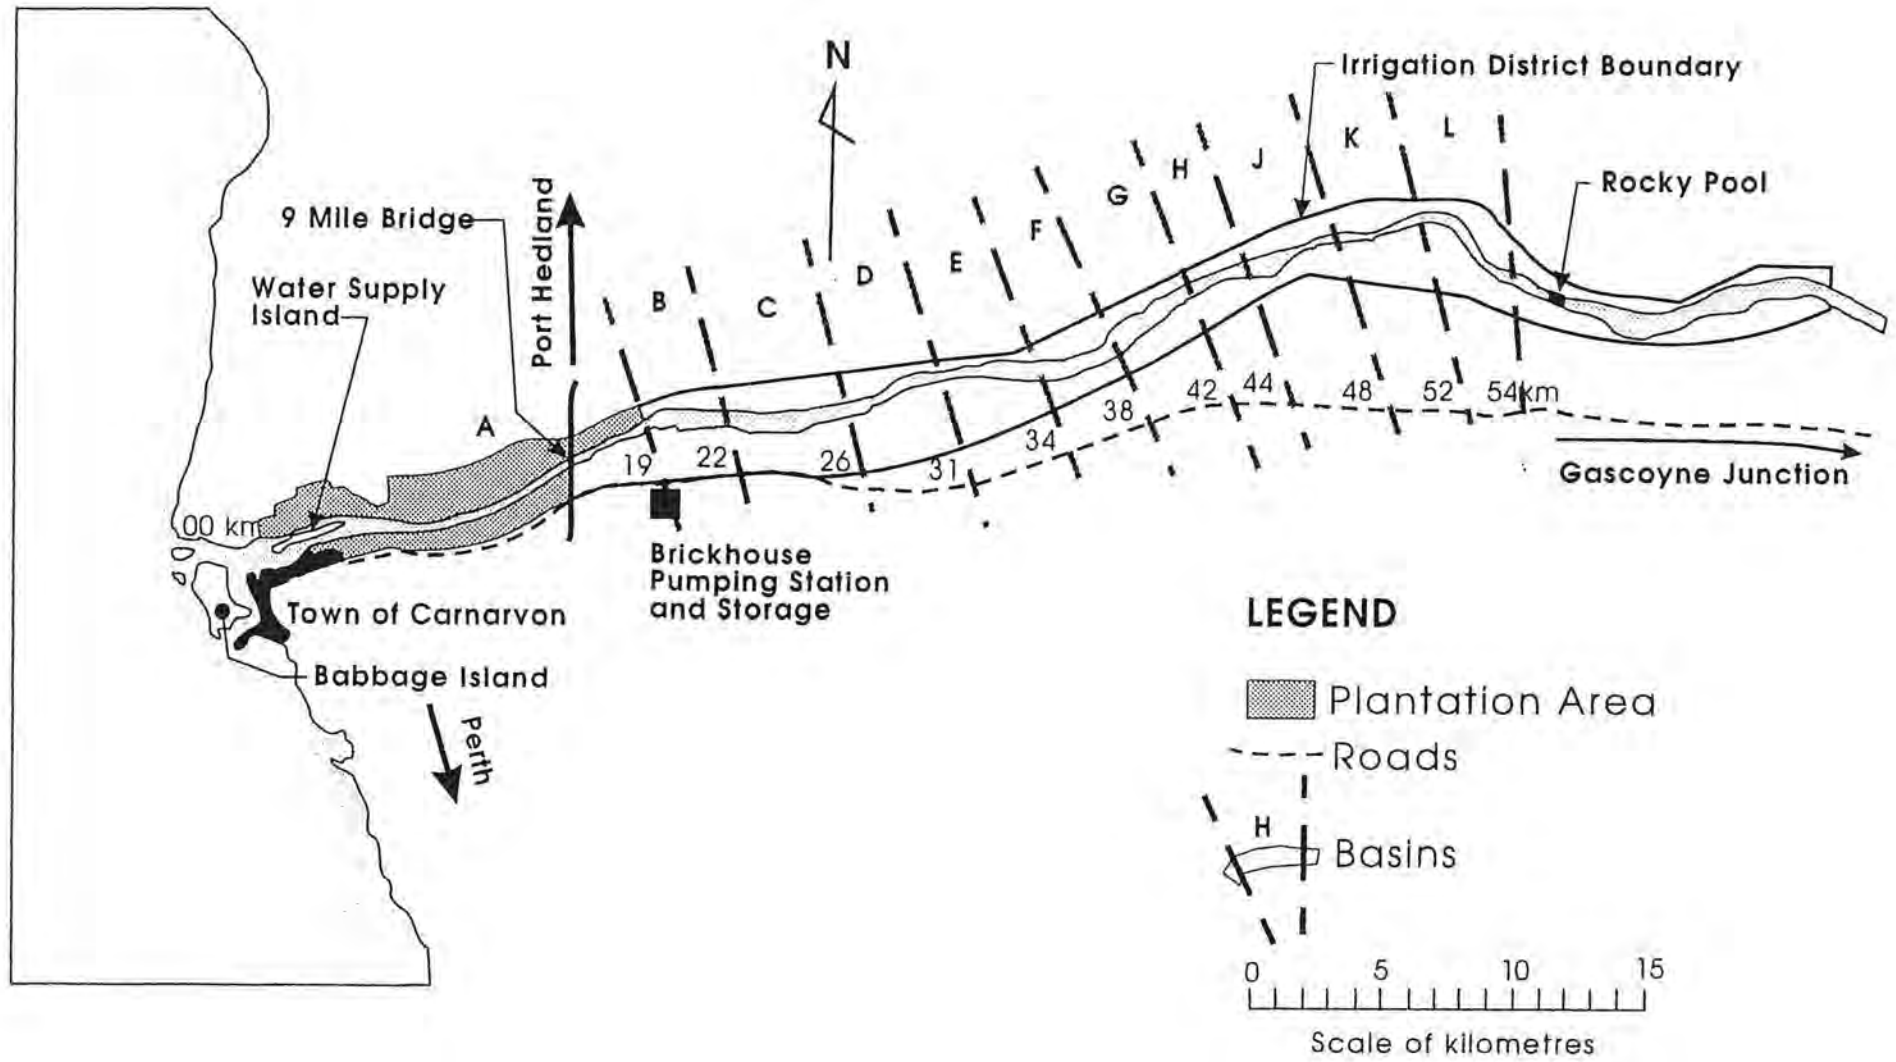 N
Irrigation District Boundary
K
L
J
H
G
Rocky Pool
9 Mile Bridge
Port Hedland
F
E
D
C
B
Water Supply
Island
A
42
44
48
52
54km
38
34
31
26
22
19
Gascoyne Junction
00 km
Brickhouse
Pumping Station
and Storage
Town of Carnarvon
Babbage Island
Perth
LEGEND
Plantation Area
Roads
H
Basins
0 5 10 15
Scale of kilometres